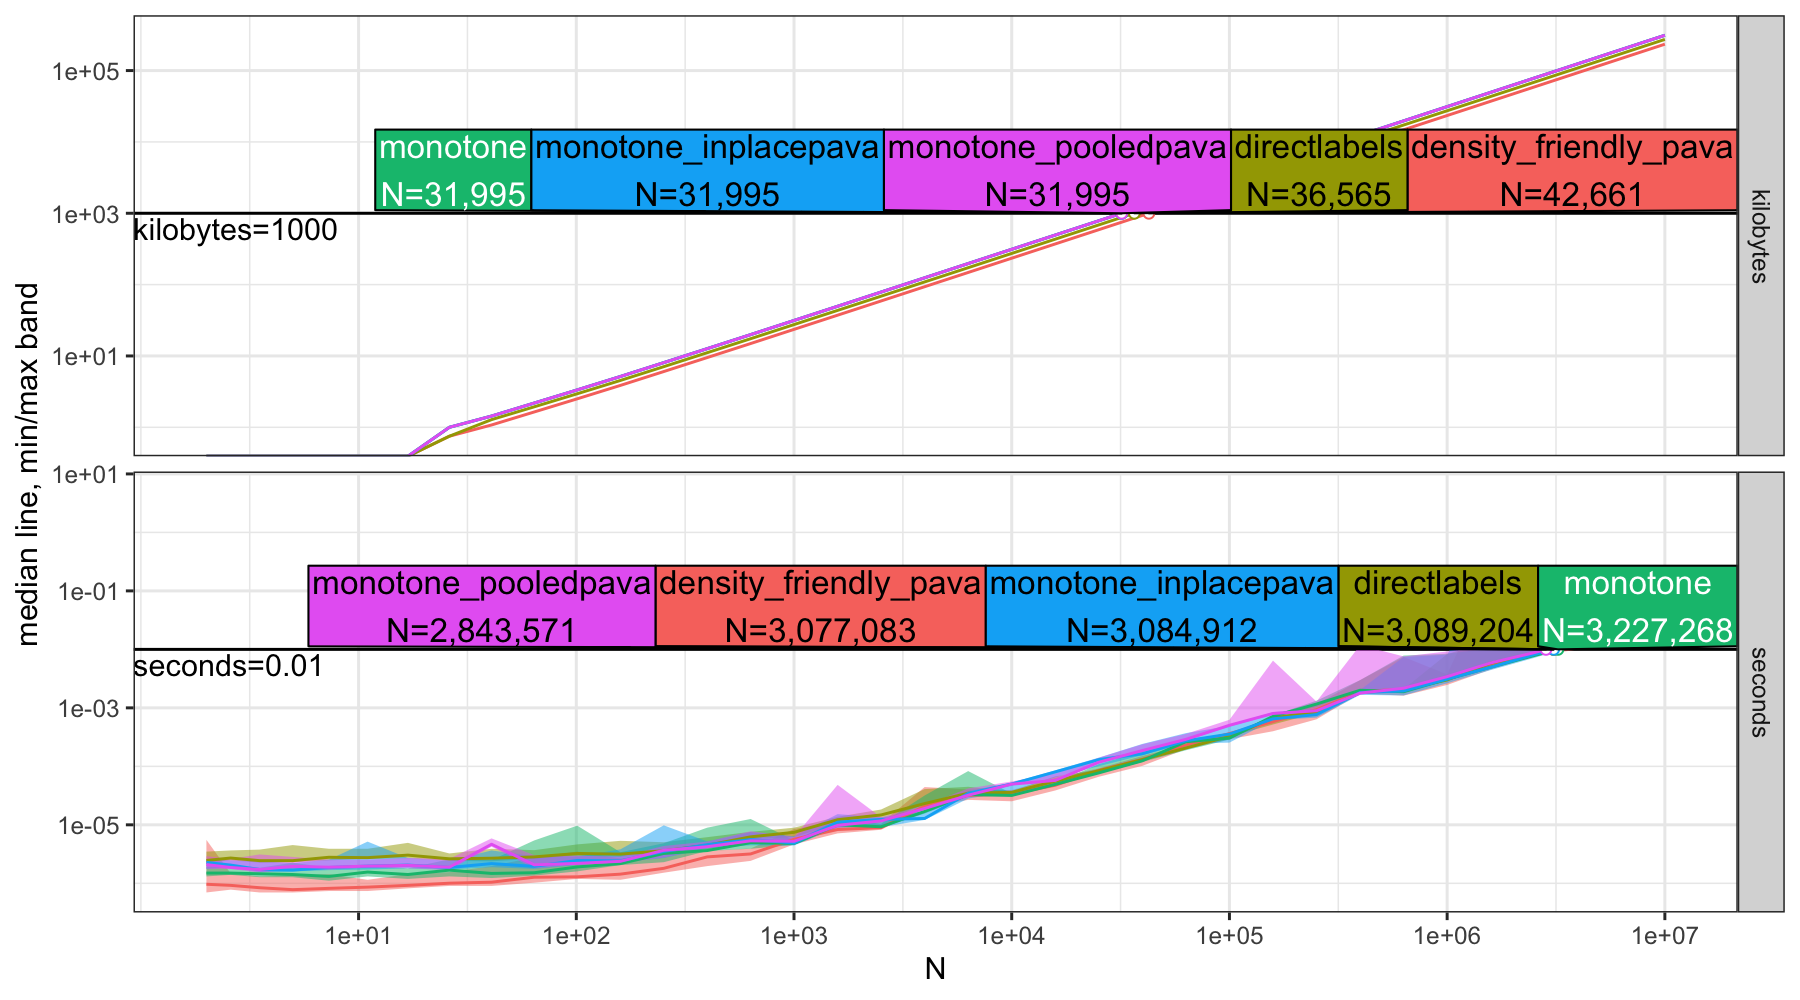 1e+05
monotone monotone_inplacepava monotone_pooledpava directlabels density_friendly_pava
N=31,995 N=31,995 N=31,995 N=36,565 N=42,661
1e+03
kilobytes=1000
1e+01
kilobytes
median line, min/max band
1e+01
monotone_pooledpava density_friendly_pava monotone_inplacepava directlabels monotone
1e-01
N=2,843,571 N=3,077,083 N=3,084,912 N=3,089,204 N=3,227,268
seconds=0.01
1e-03
1e-05
seconds
1e+01 1e+02 1e+03 1e+04 1e+05 1e+06 1e+07
N